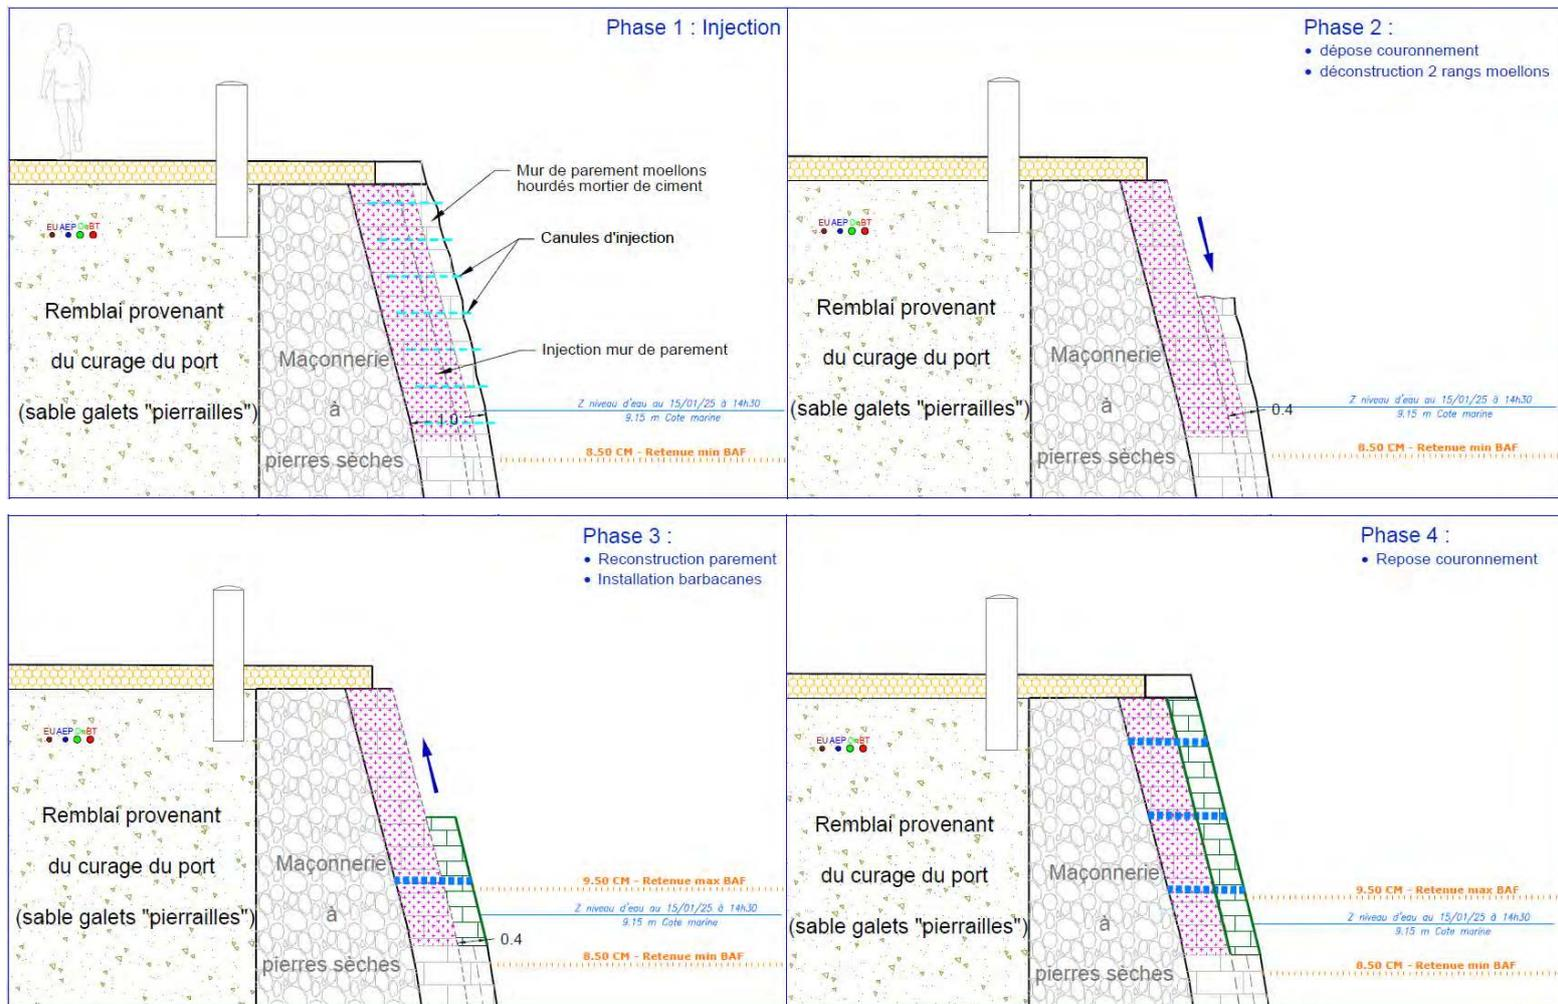 Phase 1 : Injection
Mur de parement moellons
hourdés mortier de ciment
Canules d'injection
EU AEP BT
Remblai provenant
du curage du port
(sable galets "pierrailles")
Maçonnerie
à
pierres sèches
Injection mur de parement
1.0
Z niveau d'eau au 15/01/25 à 14h30
9.15 m Cote marine
8.50 CM - Retenue min BAF
Phase 2 :
• dépose couronnement
• déconstruction 2 rangs moellons
EU AEP BT
Remblai provenant
du curage du port
(sable galets "pierrailles")
Maçonnerie
à
pierres sèches
0.4
Z niveau d'eau au 15/01/25 à 14h30
9.15 m Cote marine
8.50 CM - Retenue min BAF
Phase 3 :
• Reconstruction parement
• Installation barbacanes
EU AEP BT
Remblai provenant
du curage du port
(sable galets "pierrailles")
Maçonnerie
à
pierres sèches
9.50 CM - Retenue max BAF
Z niveau d'eau au 15/01/25 à 14h30
9.15 m Cote marine
0.4
8.50 CM - Retenue min BAF
Phase 4 :
• Repose couronnement
EU AEP BT
Remblai provenant
du curage du port
(sable galets "pierrailles")
Maçonnerie
à
pierres sèches
9.50 CM - Retenue max BAF
Z niveau d'eau au 15/01/25 à 14h30
9.15 m Cote marine
8.50 CM - Retenue min BAF